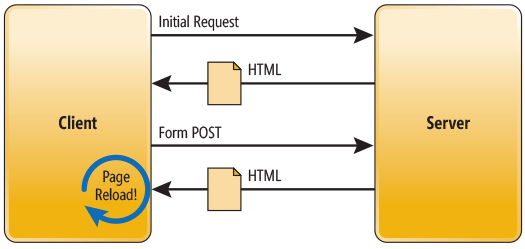 Initial Request
HTML
Client
Server
Form POST
Page
Reload!
HTML